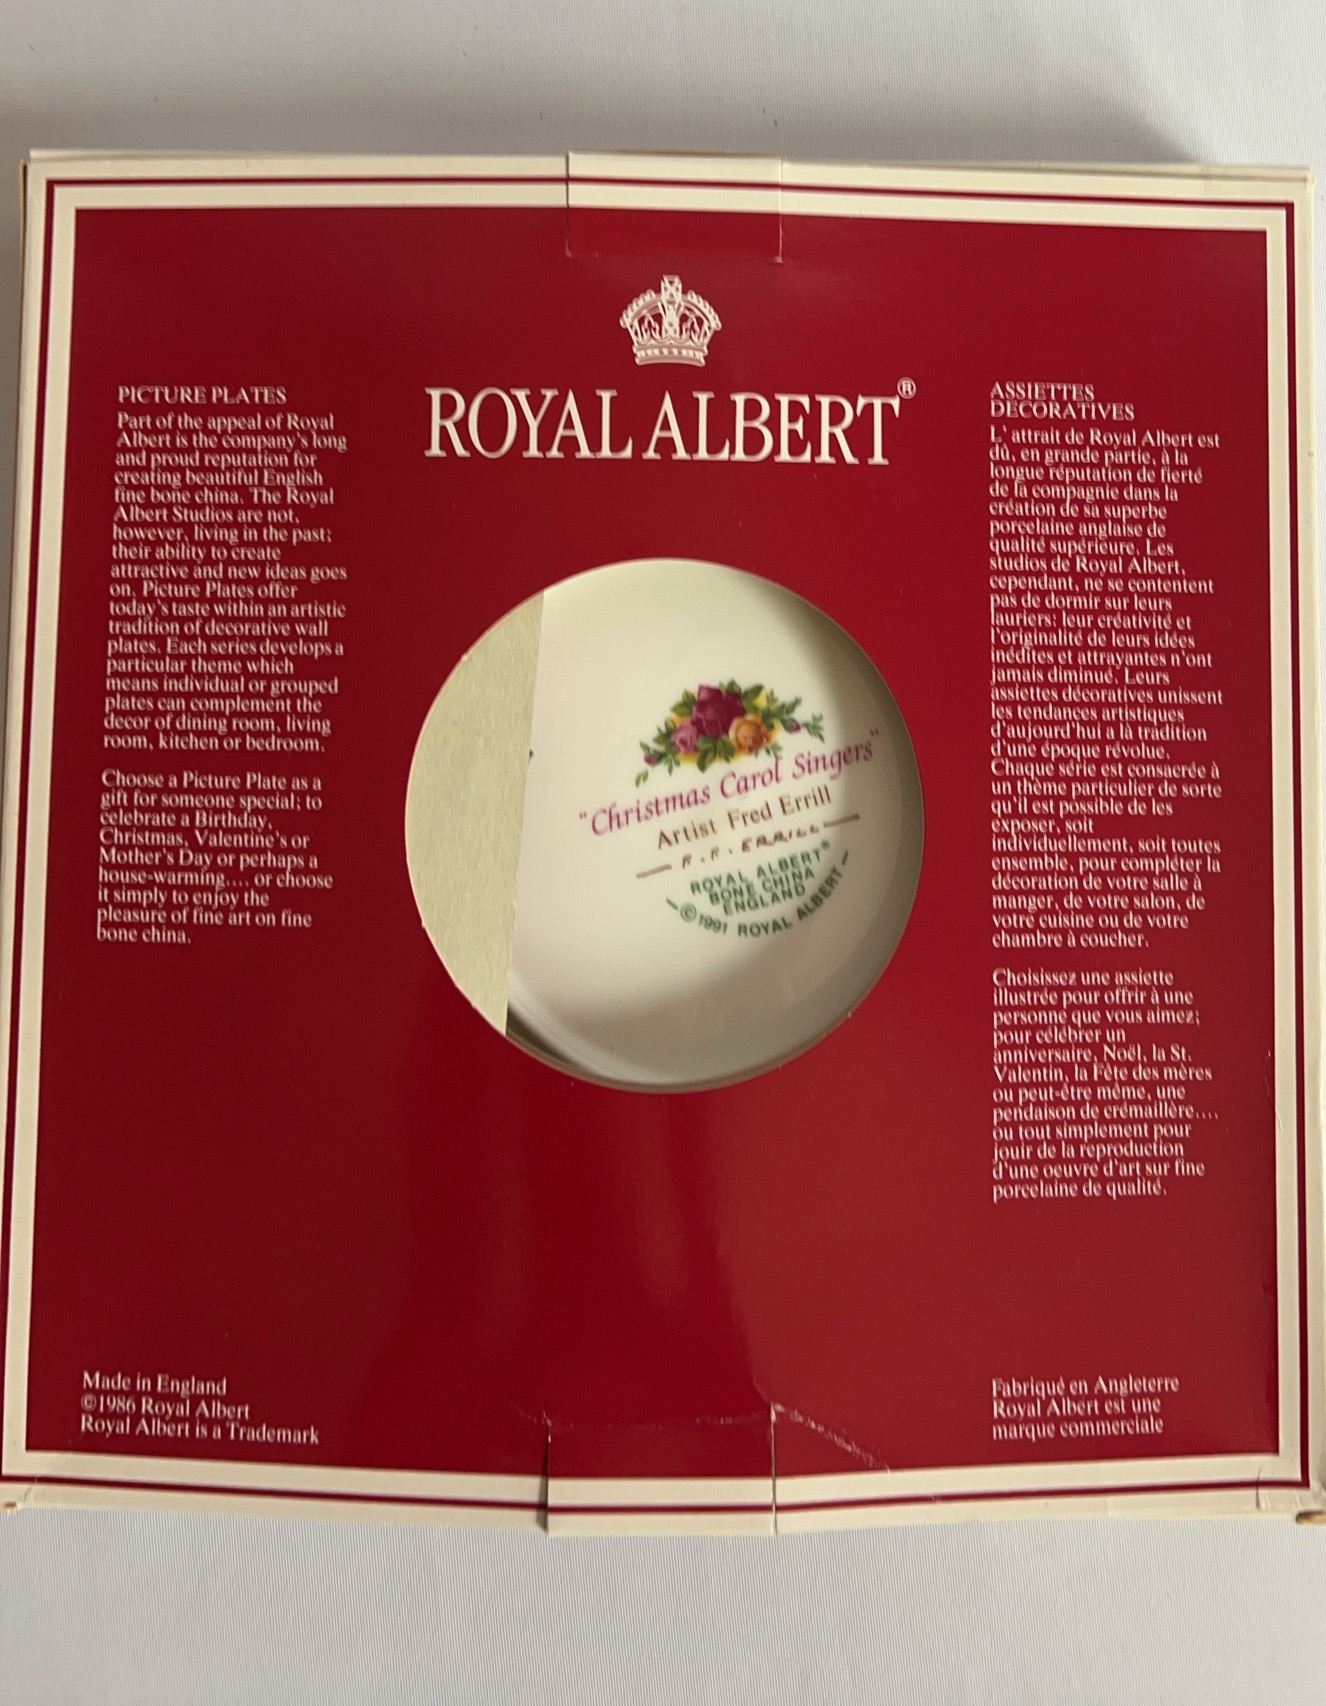 ROYAL ALBERT®
PICTURE PLATES
Part of the appeal of Royal
Albert is the company's long
and proud reputation for
creating beautiful English
fine bone china. The Royal
Albert Studios are not,
however, living in the past;
their ability to create
attractive and new ideas goes
on. Picture Plates offer
today's taste within an artistic
tradition of decorative wall
plates. Each series develops a
particular theme which
means individual or grouped
plates can complement the
decor of dining room, living
room, kitchen or bedroom.
Choose a Picture Plate as a
gift for someone special; to
celebrate a Birthday,
Christmas, Valentine's or
Mother's Day or perhaps a
house-warming.... or choose
it simply to enjoy the
pleasure of fine art on fine
bone china.
"Christmas Carol Singers"
Artist Fred Errill
F.F. ERRILL
ROYAL ALBERT®
BONE CHINA
ENGLAND
©1991 ROYAL ALBERT
ASSIETTES
DECORATIVES
L'attrait de Royal Albert est
dû, en grande partie, à la
longue réputation de fierté
de la compagnie dans la
création de sa superbe
porcelaine anglaise de
qualité supérieure. Les
studios de Royal Albert,
cependant, ne se contentent
pas de dormir sur leurs
lauriers: leur créativité et
l'originalité de leurs idées
inédites et attrayantes n'ont
jamais diminué. Leurs
assiettes décoratives unissent
les tendances artistiques
d'aujourd'hui a la tradition
d'une époque révolue.
Chaque série est consacrée à
un thème particulier de sorte
qu'il est possible de les
exposer, soit
individuellement, soit toutes
ensemble, pour compléter la
décoration de votre salle à
manger, de votre salon, de
votre cuisine ou de votre
chambre à coucher.
Choisissez une assiette
illustrée pour offrir à une
personne que vous aimez;
pour célébrer un
anniversaire, Noël, la St.
Valentin, la Fête des mères
ou peut-être même, une
pendaison de crémaillère....
ou tout simplement pour
jouir de la reproduction
d'une oeuvre d'art sur fine
porcelaine de qualité.
Made in England
©1986 Royal Albert
Royal Albert is a Trademark
Fabriqué en Angleterre
Royal Albert est une
marque commerciale